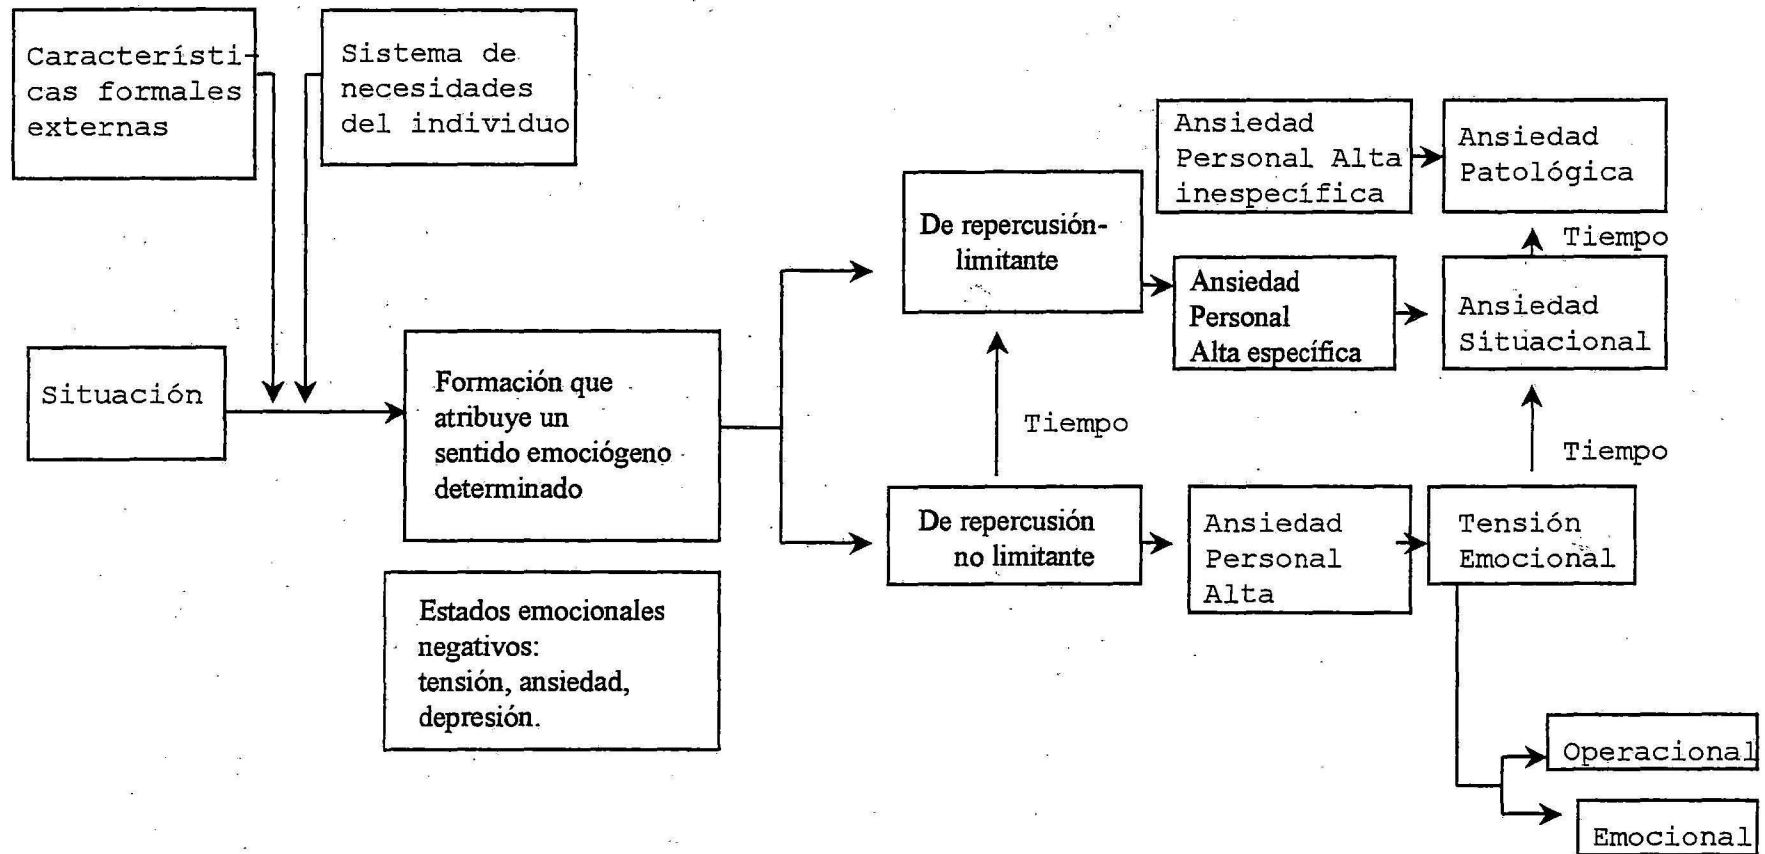 Característi-
cas formales
externas
Sistema de
necesidades
del individuo
Situación
Formación que
atribuye un
sentido emociógeno
determinado
Estados emocionales
negativos:
tensión, ansiedad,
depresión.
De repercusión-
limitante
Tiempo
De repercusión
no limitante
Ansiedad
Personal Alta
inespecífica
Ansiedad
Patológica
Tiempo
Ansiedad
Personal
Alta específica
Ansiedad
Situacional
Tiempo
Ansiedad
Personal
Alta
Tensión
Emocional
Operacional
Emocional